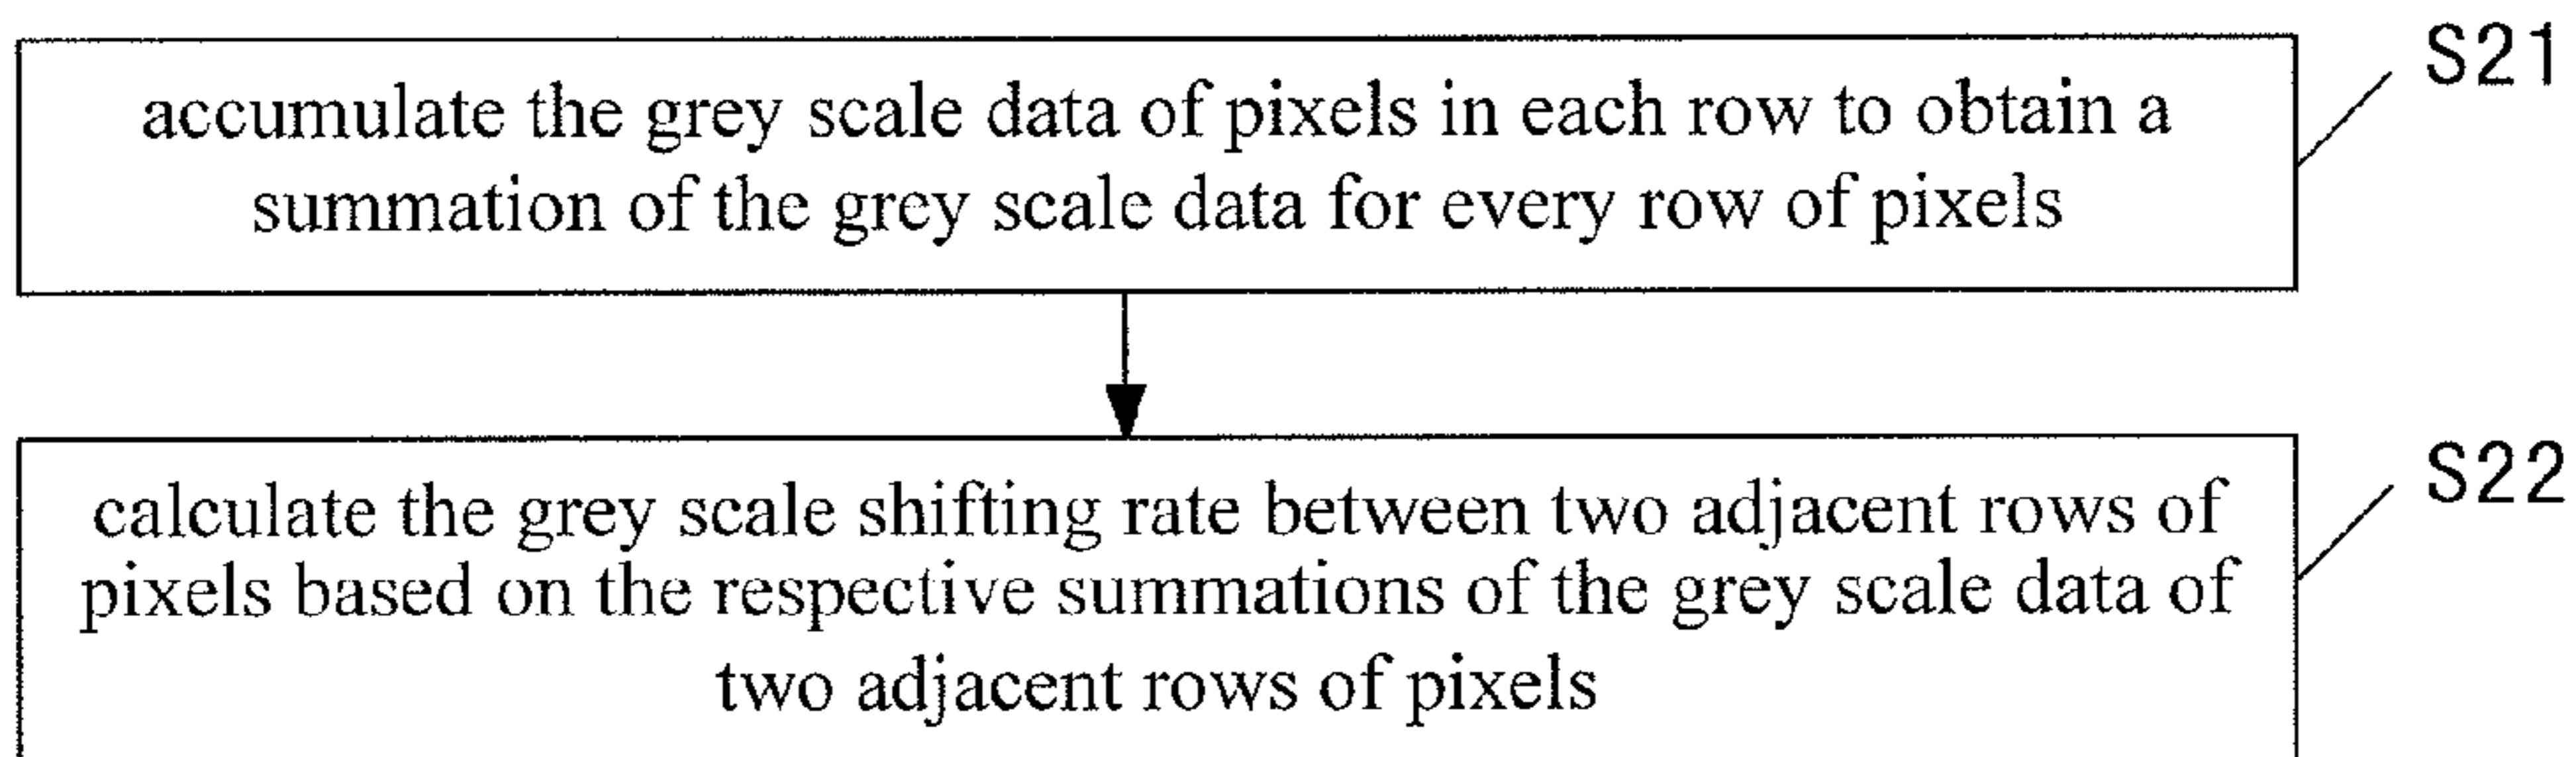 accumulate the grey scale data of pixels in each row to obtain a
S21
summation of the grey scale data for every row of pixels
calculate the grey scale shifting rate between two adjacent rows of
S22
pixels based on the respective summations of the grey scale data of
two adjacent rows of pixels